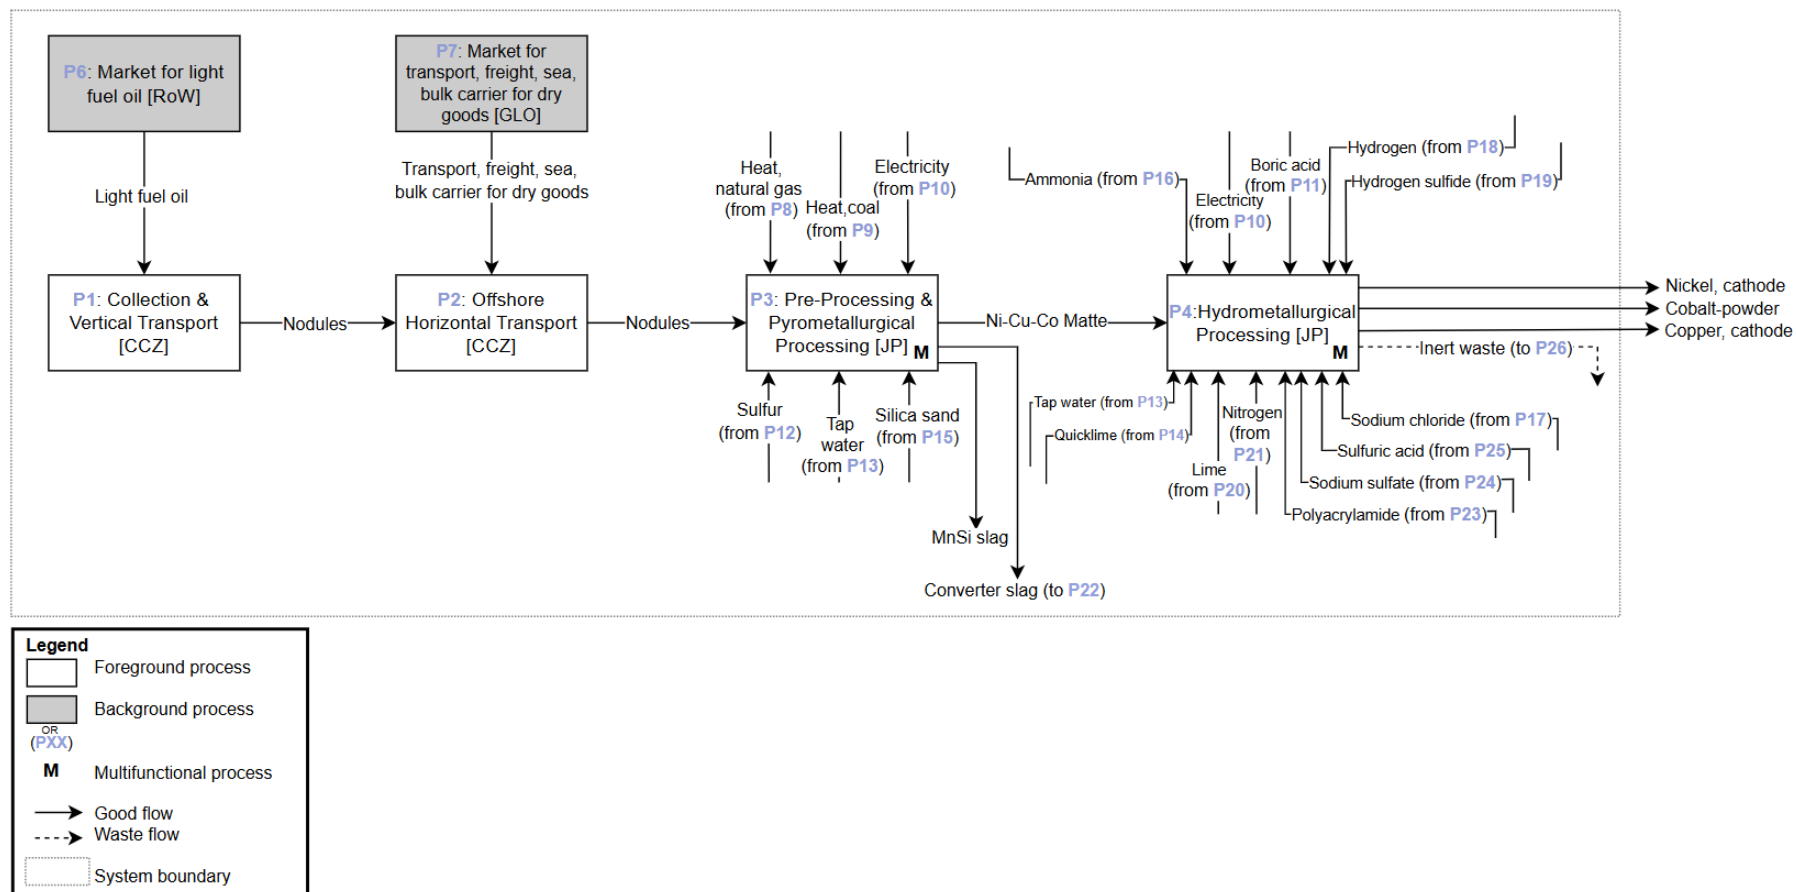 P6: Market for light
fuel oil [RoW]
P7: Market for
transport, freight, sea,
bulk carrier for dry
goods [GLO]
Light fuel oil
Transport, freight, sea,
bulk carrier for dry goods
Heat,
natural gas
(from P8)
Heat,coal
(from P9)
Electricity
(from P10)
Ammonia (from P16)
Electricity
(from P10)
Boric acid
(from P11)
Hydrogen (from P18)
Hydrogen sulfide (from P19)
P1: Collection &
Vertical Transport
[CCZ]
Nodules
P2: Offshore
Horizontal Transport
[CCZ]
Nodules
P3: Pre-Processing &
Pyrometallurgical
Processing [JP]
M
Ni-Cu-Co Matte
P4:Hydrometallurgical
Processing [JP]
M
Nickel, cathode
Cobalt-powder
Copper, cathode
Inert waste (to P26)
Sulfur
(from P12)
Tap
water
(from P13)
Silica sand
(from P15)
Tap water (from P13)
Quicklime (from P14)
Lime
(from P20)
Nitrogen
(from
P21)
Sodium chloride (from P17)
Sulfuric acid (from P25)
Sodium sulfate (from P24)
Polyacrylamide (from P23)
MnSi slag
Converter slag (to P22)
Legend
Foreground process
Background process
OR
(PXX)
M
Multifunctional process
Good flow
Waste flow
System boundary